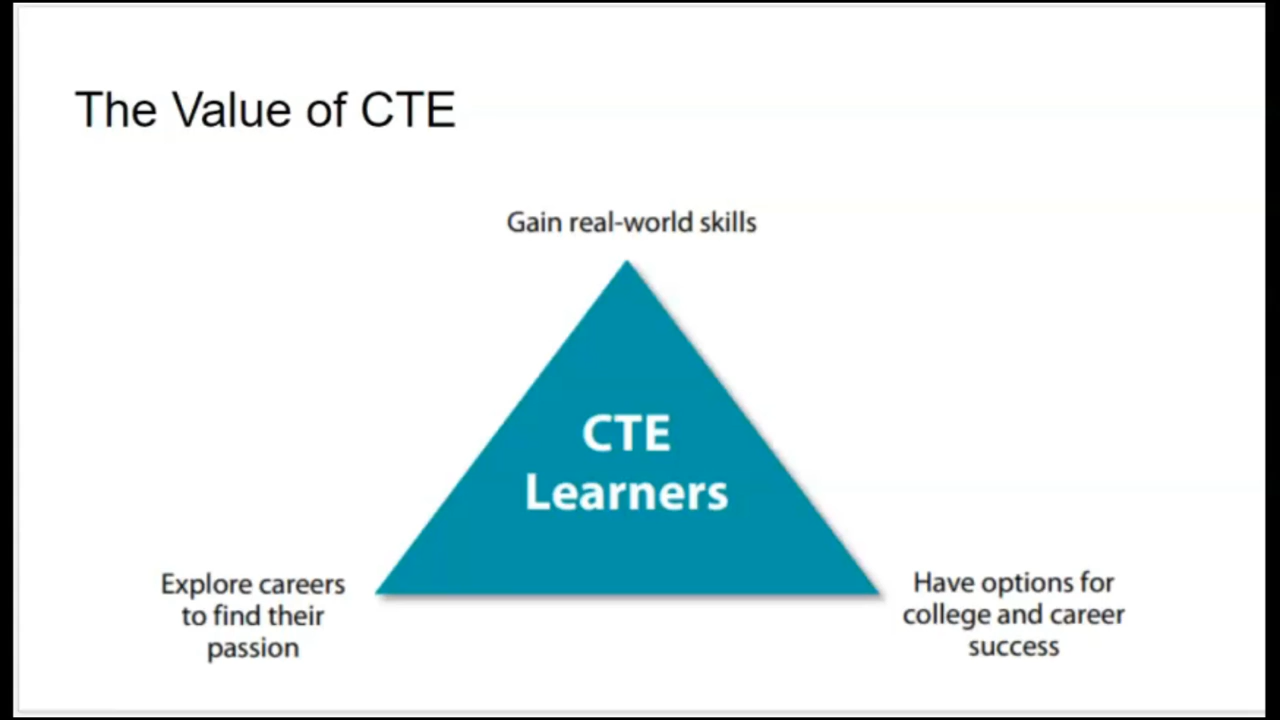 The Value of CTE
Gain real-world skills
CTE
Learners
Explore careers
to find their
passion
Have options for
college and career
success